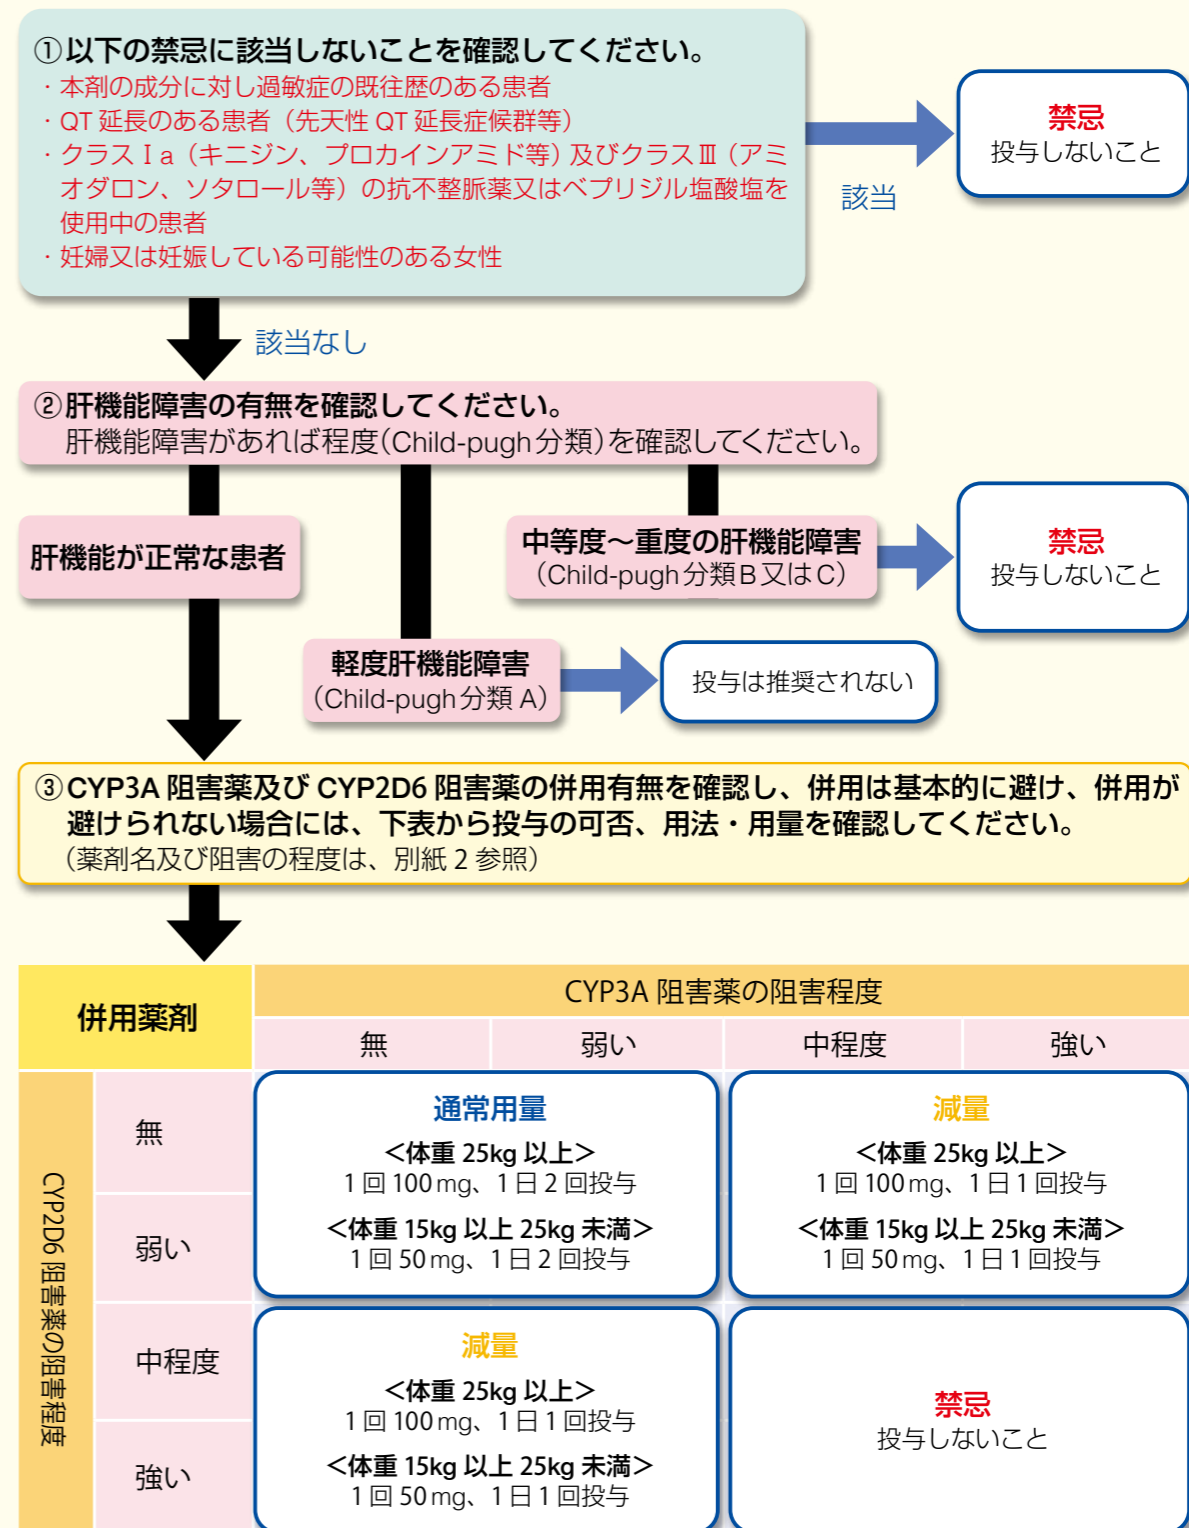 ①以下の禁忌に該当しないことを確認してください。
・本剤の成分に対し過敏症の既往歴のある患者
・QT 延長のある患者（先天性 QT 延長症候群等）
・クラス Ⅰa（キニジン、プロカインアミド等）及びクラスⅢ（アミ
オダロン、ソタロール等）の抗不整脈薬又はベプリジル塩酸塩を
使用中の患者
・妊婦又は妊娠している可能性のある女性
該当
禁忌
投与しないこと
該当なし
②肝機能障害の有無を確認してください。
肝機能障害があれば程度(Child-pugh 分類)を確認してください。
肝機能が正常な患者
中等度～重度の肝機能障害
（Child-pugh 分類 B 又は C）
禁忌
投与しないこと
軽度肝機能障害
（Child-pugh 分類 A）
投与は推奨されない
③CYP3A 阻害薬及び CYP2D6 阻害薬の併用有無を確認し、併用は基本的に避け、併用が
避けられない場合には、下表から投与の可否、用法・用量を確認してください。
（薬剤名及び阻害の程度は、別紙 2 参照）
併用薬剤
CYP3A 阻害薬の阻害程度
無
弱い
中程度
強い
CYP2D6 阻害薬の阻害程度
無
弱い
中程度
強い
通常用量
＜体重 25kg 以上＞
1 回 100 mg、1 日 2 回投与
＜体重 15kg 以上 25kg 未満＞
1 回 50 mg、1 日 2 回投与
減量
＜体重 25kg 以上＞
1 回 100 mg、1 日 1 回投与
＜体重 15kg 以上 25kg 未満＞
1 回 50 mg、1 日 1 回投与
減量
＜体重 25kg 以上＞
1 回 100 mg、1 日 1 回投与
＜体重 15kg 以上 25kg 未満＞
1 回 50 mg、1 日 1 回投与
禁忌
投与しないこと